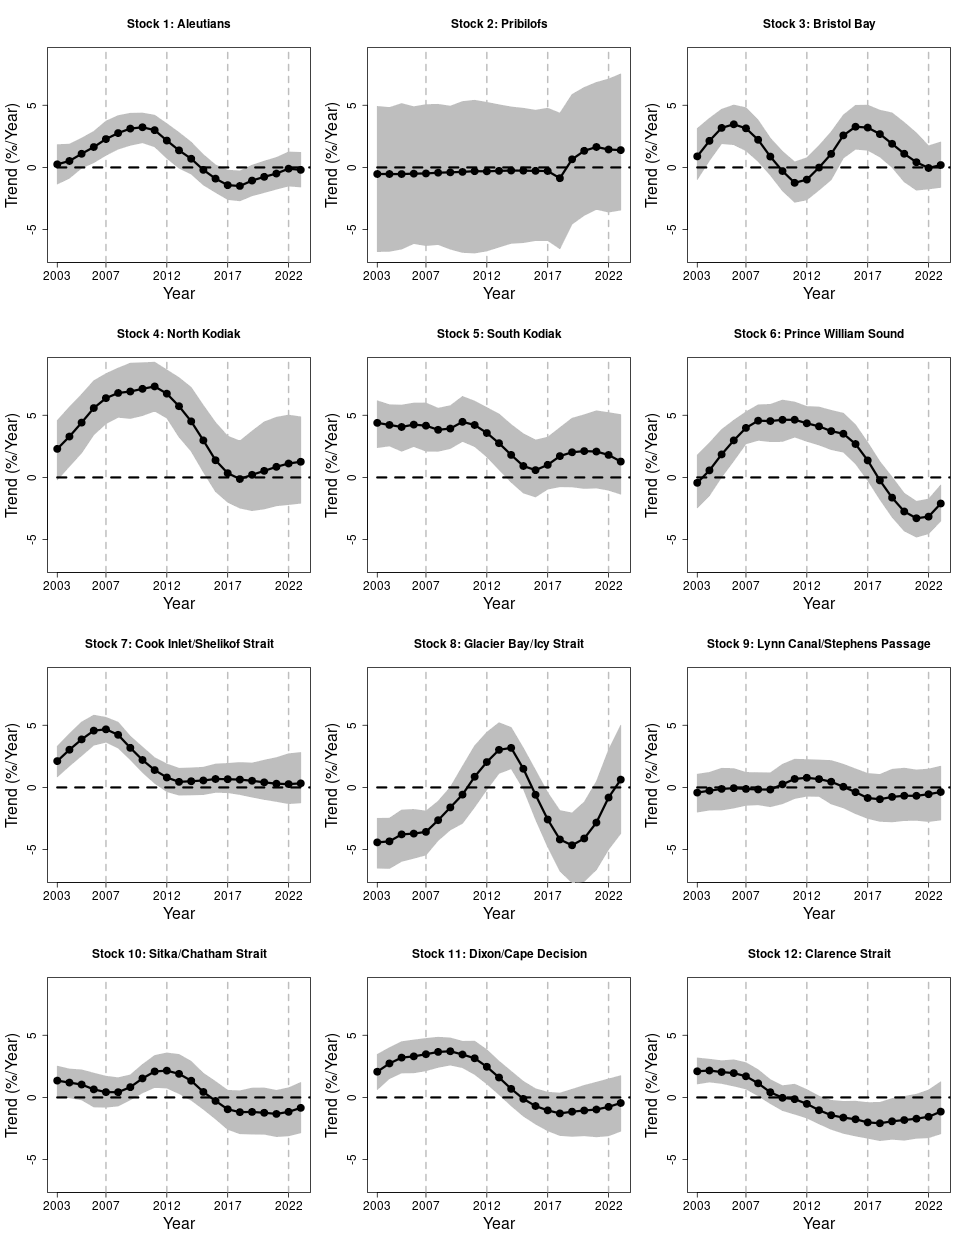 Stock 1: Aleutians
Stock 2: Pribilofs
Stock 3: Bristol Bay
Trend (%/Year)
5
0
-5
2003 2007 2012 2017 2022
Year
Trend (%/Year)
5
0
-5
2003 2007 2012 2017 2022
Year
Trend (%/Year)
5
0
-5
2003 2007 2012 2017 2022
Year
Stock 4: North Kodiak
Stock 5: South Kodiak
Stock 6: Prince William Sound
Trend (%/Year)
5
0
-5
2003 2007 2012 2017 2022
Year
Trend (%/Year)
5
0
-5
2003 2007 2012 2017 2022
Year
Trend (%/Year)
5
0
-5
2003 2007 2012 2017 2022
Year
Stock 7: Cook Inlet/Shelikof Strait
Stock 8: Glacier Bay/Icy Strait
Stock 9: Lynn Canal/Stephens Passage
Trend (%/Year)
5
0
-5
2003 2007 2012 2017 2022
Year
Trend (%/Year)
5
0
-5
2003 2007 2012 2017 2022
Year
Trend (%/Year)
5
0
-5
2003 2007 2012 2017 2022
Year
Stock 10: Sitka/Chatham Strait
Stock 11: Dixon/Cape Decision
Stock 12: Clarence Strait
Trend (%/Year)
5
0
-5
2003 2007 2012 2017 2022
Year
Trend (%/Year)
5
0
-5
2003 2007 2012 2017 2022
Year
Trend (%/Year)
5
0
-5
2003 2007 2012 2017 2022
Year